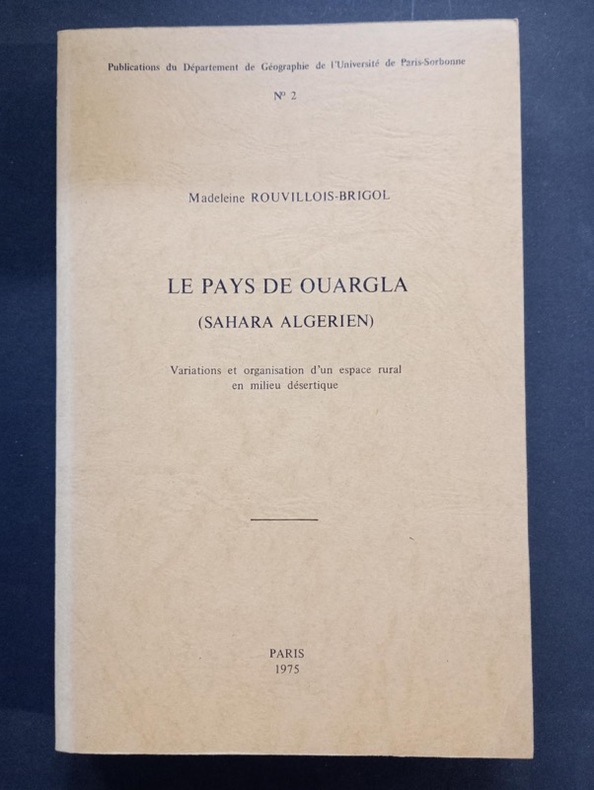 Publications du Département de Géographie de l'Université de Paris-Sorbonne
Nº 2
Madeleine ROUVILLOIS-BRIGOL
LE PAYS DE OUARGLA
(SAHARA ALGERIEN)
Variations et organisation d'un espace rural
en milieu désertique
PARIS
1975